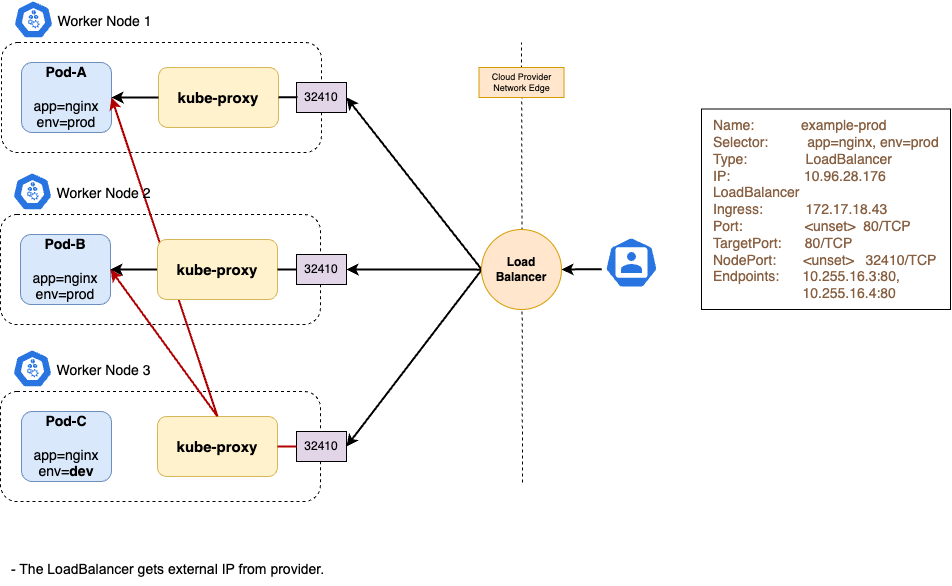 Worker Node 1
Pod-A
app=nginx
env=prod
kube-proxy
32410
Cloud Provider
Network Edge
Worker Node 2
Pod-B
app=nginx
env=prod
kube-proxy
32410
Load
Balancer
Worker Node 3
Pod-C
app=nginx
env=dev
kube-proxy
32410
Name: example-prod
Selector: app=nginx, env=prod
Type: LoadBalancer
IP: 10.96.28.176
LoadBalancer
Ingress: 172.17.18.43
Port: <unset> 80/TCP
TargetPort: 80/TCP
NodePort: <unset> 32410/TCP
Endpoints: 10.255.16.3:80,
10.255.16.4:80
- The LoadBalancer gets external IP from provider.